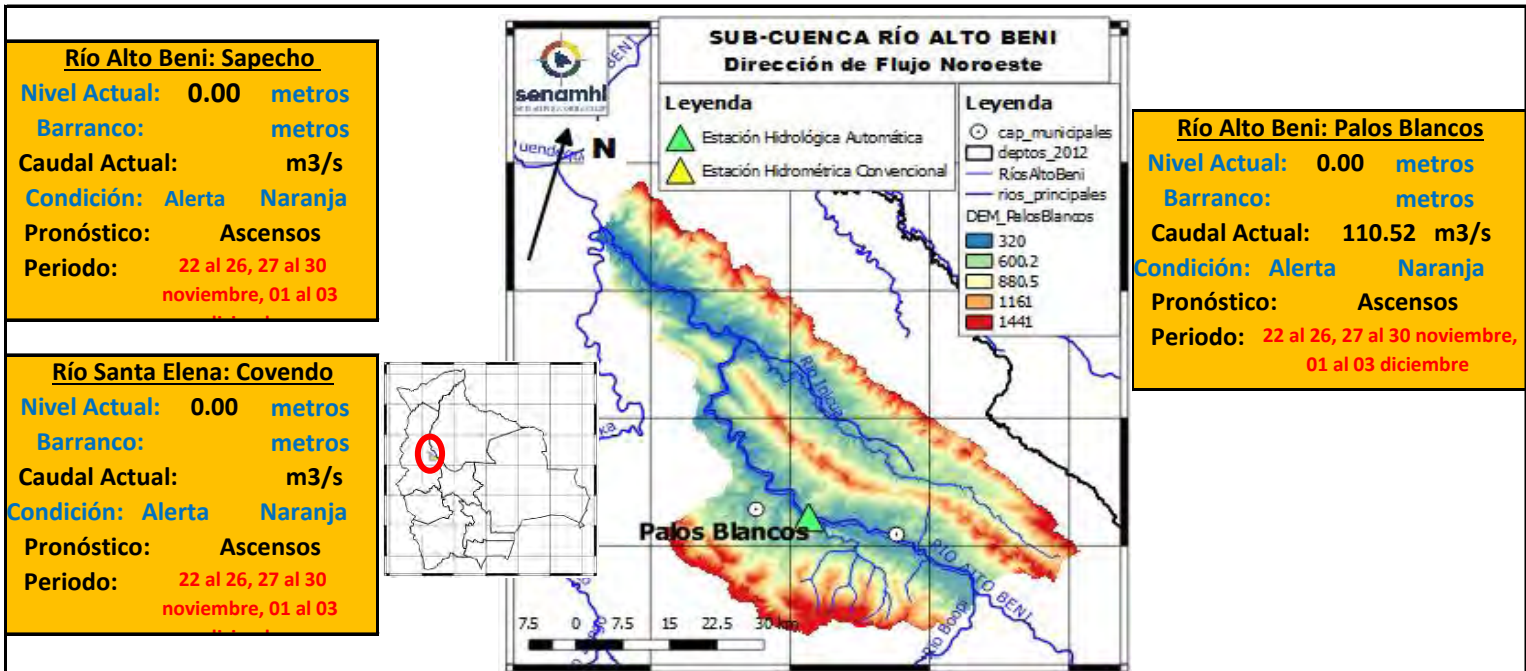 Río Alto Beni: Sapecho
Nivel Actual: 0.00 metros
Barranco: metros
Caudal Actual: m3/s
Condición: Alerta Naranja
Pronóstico: Ascensos
Periodo: 22 al 26, 27 al 30
noviembre, 01 al 03
Río Santa Elena: Covendo
Nivel Actual: 0.00 metros
Barranco: metros
Caudal Actual: m3/s
Condición: Alerta Naranja
Pronóstico: Ascensos
Periodo: 22 al 26, 27 al 30
noviembre, 01 al 03
SUB-CUENCA RÍO ALTO BENI
Dirección de Flujo Noroeste
senamhi
BENI
N
Leyenda
Estación Hidrológica Automática
Estación Hidrométrica Convencional
Leyenda
cap_municipales
deptos_2012
RíosAltoBeni
rios_principales
DEM_PalosBlancos
320
600.2
880.5
1161
1441
Río Inicua
Palos Blancos
RÍO ALTO BENI
Río Boopi
7.5 0 7.5 15 22.5 30 km
Río Alto Beni: Palos Blancos
Nivel Actual: 0.00 metros
Barranco: metros
Caudal Actual: 110.52 m3/s
Condición: Alerta Naranja
Pronóstico: Ascensos
Periodo: 22 al 26, 27 al 30 noviembre,
01 al 03 diciembre